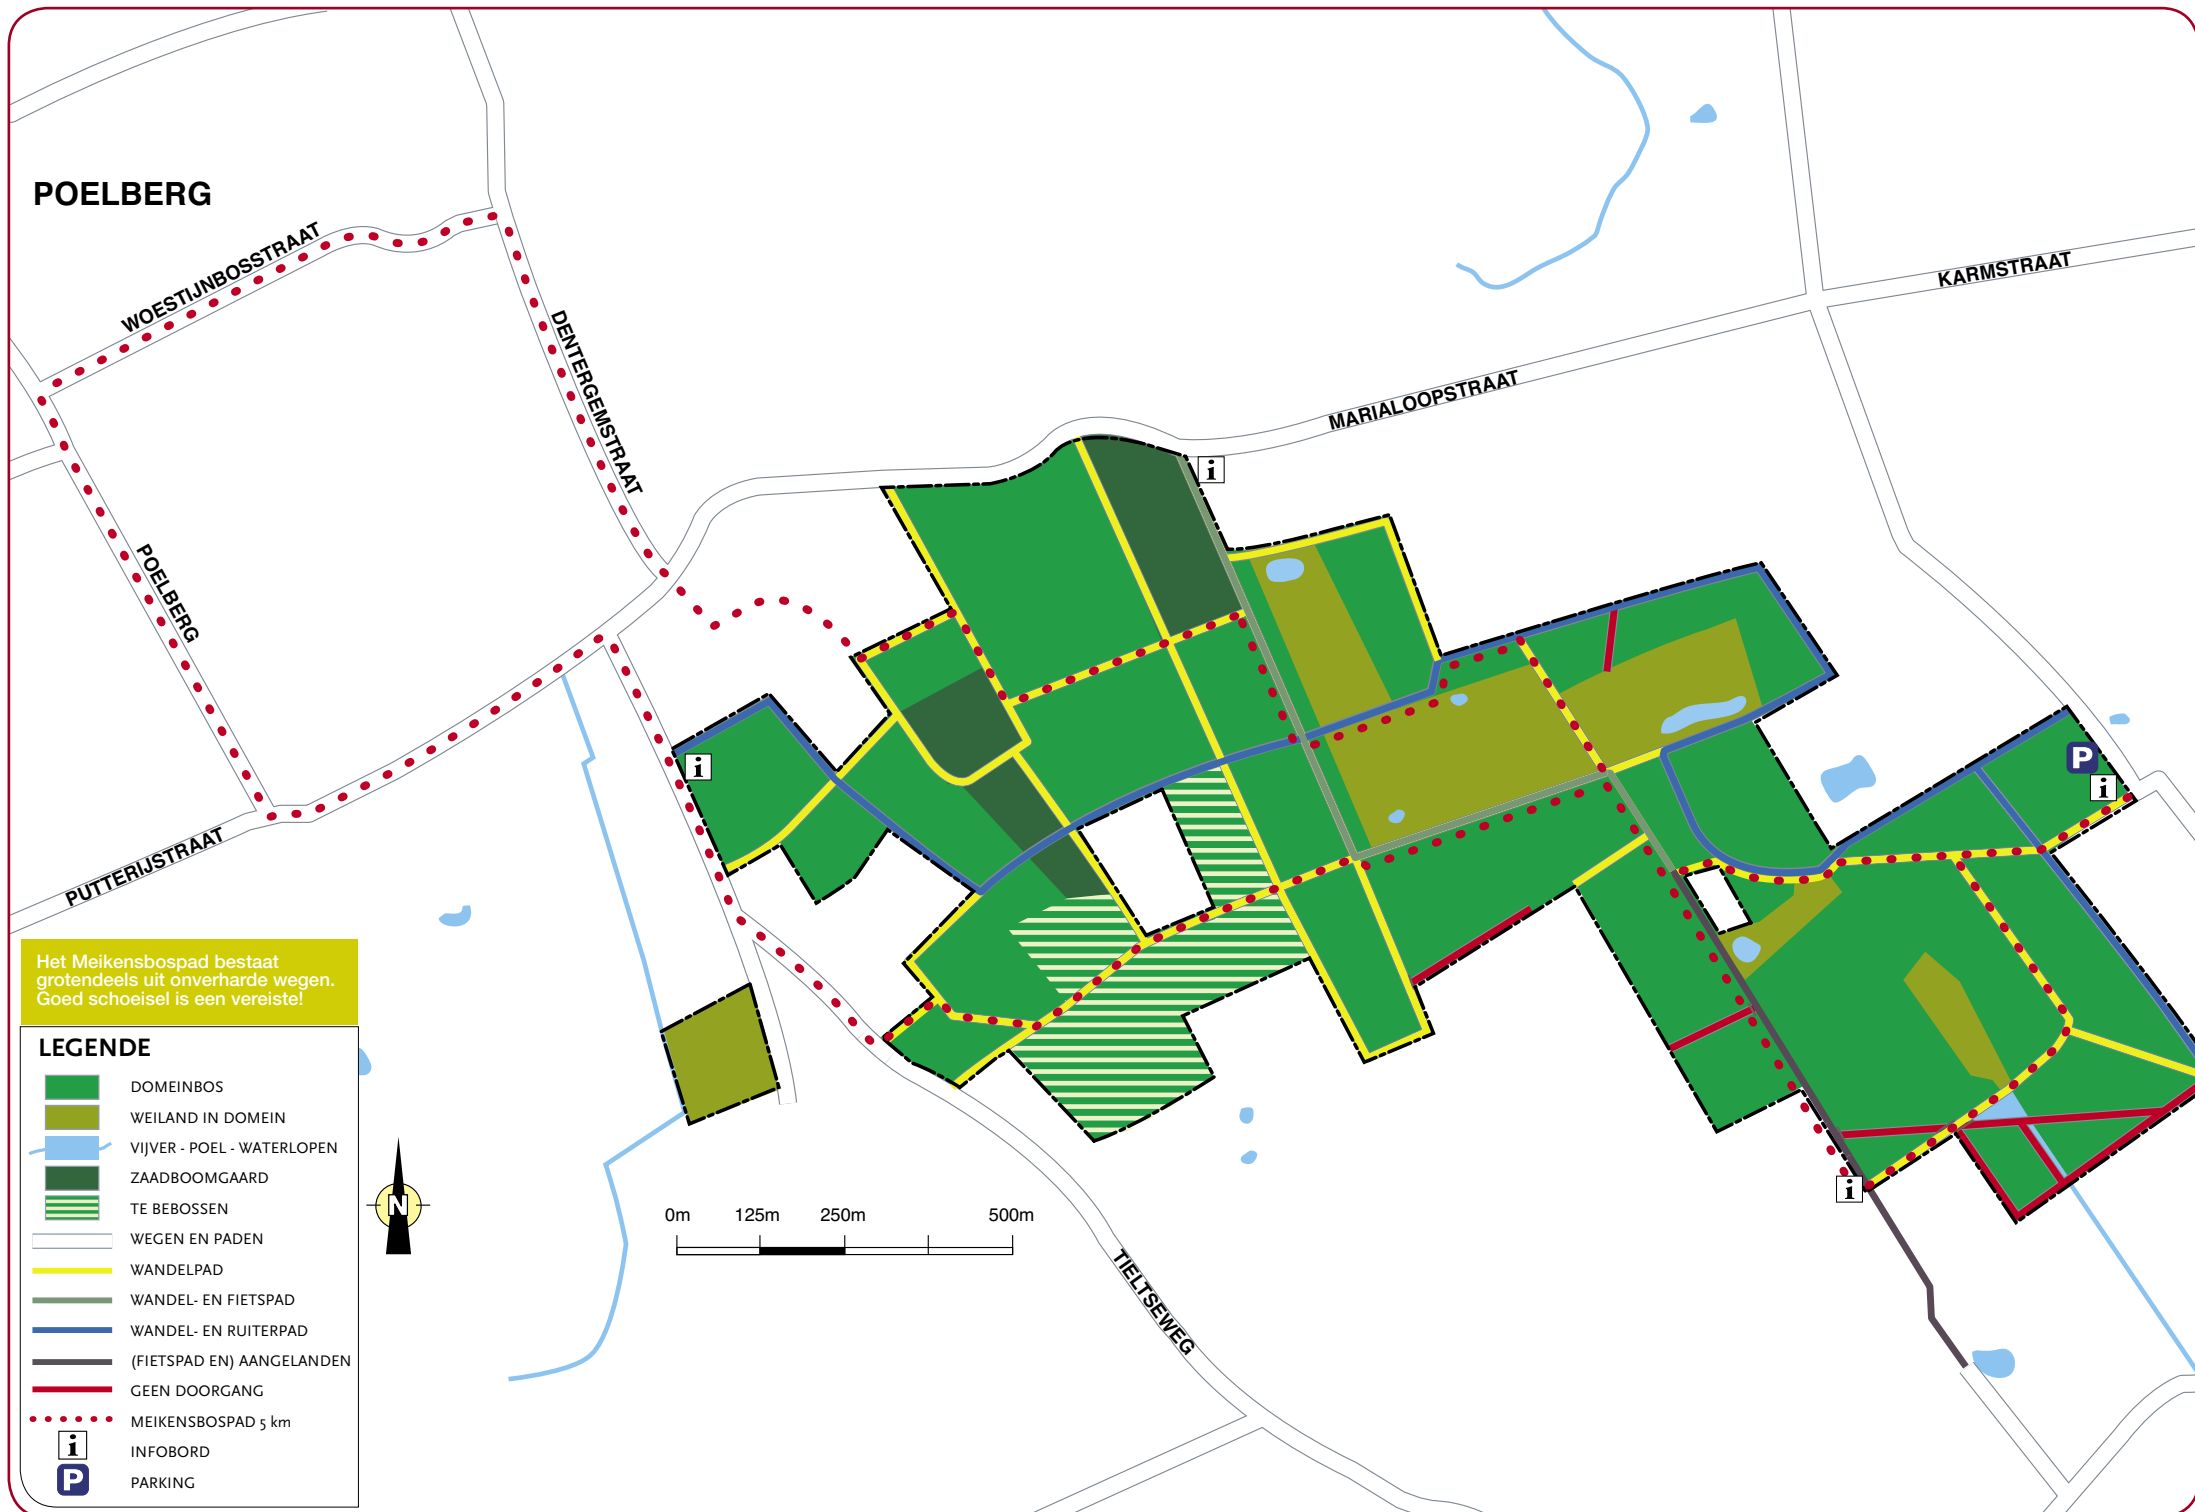 POELBERG
WOESTIJNBOSSTRAAT
DENTERGEMSTRAAT
KARMSTRAAT
MARIALOOPSTRAAT
i
POELBERG
i
P
i
PUTTERIJSTRAAT
Het Meikensbospad bestaat
grotendeels uit onverharde wegen.
Goed schoeisel is een vereiste!
LEGENDE
DOMEINBOS
WEILAND IN DOMEIN
VIJVER - POEL - WATERLOPEN
ZAADBOOMGAARD
TE BEBOSSEN
WEGEN EN PADEN
WANDELPAD
WANDEL- EN FIETSPAD
WANDEL- EN RUITERPAD
(FIETSPAD EN) AANGELANDEN
GEEN DOORGANG
MEIKENSBOSPAD 5 km
i INFOBORD
P PARKING
N
0m 125m 250m 500m
i
TIELTSEWEG